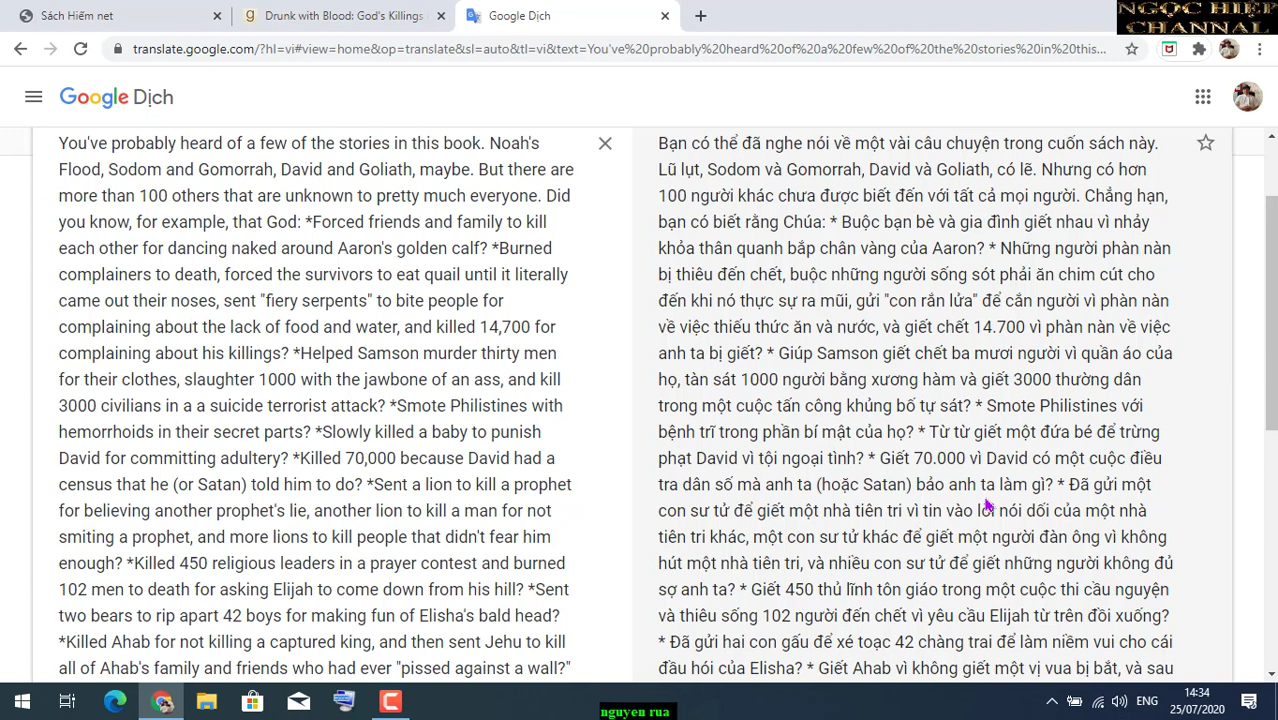 Sách Hiếm net
Drunk with Blood: God's Killings
Google Dịch
NGỌC HIỆP
CHANNAL
translate.google.com/?hl=vi#view=home&op=translate&sl=auto&tl=vi&text=You've%20probably%20heard%20of%20a%20few%20of%20the%20stories%20in%20this...
Google Dịch
You've probably heard of a few of the stories in this book. Noah's
Flood, Sodom and Gomorrah, David and Goliath, maybe. But there are
more than 100 others that are unknown to pretty much everyone. Did
you know, for example, that God: *Forced friends and family to kill
each other for dancing naked around Aaron's golden calf? *Burned
complainers to death, forced the survivors to eat quail until it literally
came out their noses, sent "fiery serpents" to bite people for
complaining about the lack of food and water, and killed 14,700 for
complaining about his killings? *Helped Samson murder thirty men
for their clothes, slaughter 1000 with the jawbone of an ass, and kill
3000 civilians in a a suicide terrorist attack? *Smote Philistines with
hemorrhoids in their secret parts? *Slowly killed a baby to punish
David for committing adultery? *Killed 70,000 because David had a
census that he (or Satan) told him to do? *Sent a lion to kill a prophet
for believing another prophet's lie, another lion to kill a man for not
smiting a prophet, and more lions to kill people that didn't fear him
enough? *Killed 450 religious leaders in a prayer contest and burned
102 men to death for asking Elijah to come down from his hill? *Sent
two bears to rip apart 42 boys for making fun of Elisha's bald head?
*Killed Ahab for not killing a captured king, and then sent Jehu to kill
all of Ahab's family and friends who had ever "pissed against a wall?"
Bạn có thể đã nghe nói về một vài câu chuyện trong cuốn sách này.
Lũ lụt, Sodom và Gomorrah, David và Goliath, có lẽ. Nhưng có hơn
100 người khác chưa được biết đến với tất cả mọi người. Chẳng hạn,
bạn có biết rằng Chúa: * Buộc bạn bè và gia đình giết nhau vì nhảy
khỏa thân quanh bắp chân vàng của Aaron? * Những người phàn nàn
bị thiêu đến chết, buộc những người sống sót phải ăn chim cút cho
đến khi nó thực sự ra mũi, gửi "con rắn lửa" để cắn người vì phàn nàn
về việc thiếu thức ăn và nước, và giết chết 14.700 vì phàn nàn về việc
anh ta bị giết? * Giúp Samson giết chết ba mươi người vì quần áo của
họ, tàn sát 1000 người bằng xương hàm và giết 3000 thường dân
trong một cuộc tấn công khủng bố tự sát? * Smote Philistines với
bệnh trĩ trong phần bí mật của họ? * Từ từ giết một đứa bé để trừng
phạt David vì tội ngoại tình? * Giết 70.000 vì David có một cuộc điều
tra dân số mà anh ta (hoặc Satan) bảo anh ta làm gì? * Đã gửi một
con sư tử để giết một nhà tiên tri vì tin vào lời nói dối của một nhà
tiên tri khác, một con sư tử khác để giết một người đàn ông vì không
hút một nhà tiên tri, và nhiều con sư tử để giết những người không đủ
sợ anh ta? * Giết 450 thủ lĩnh tôn giáo trong một cuộc thi cầu nguyện
và thiêu sống 102 người đến chết vì yêu cầu Elijah từ trên đồi xuống?
* Đã gửi hai con gấu để xé toạc 42 chàng trai để làm niềm vui cho cái
đầu hói của Elisha? * Giết Ahab vì không giết một vị vua bị bắt, và sau
ENG
14:34
25/07/2020
nguyen rua